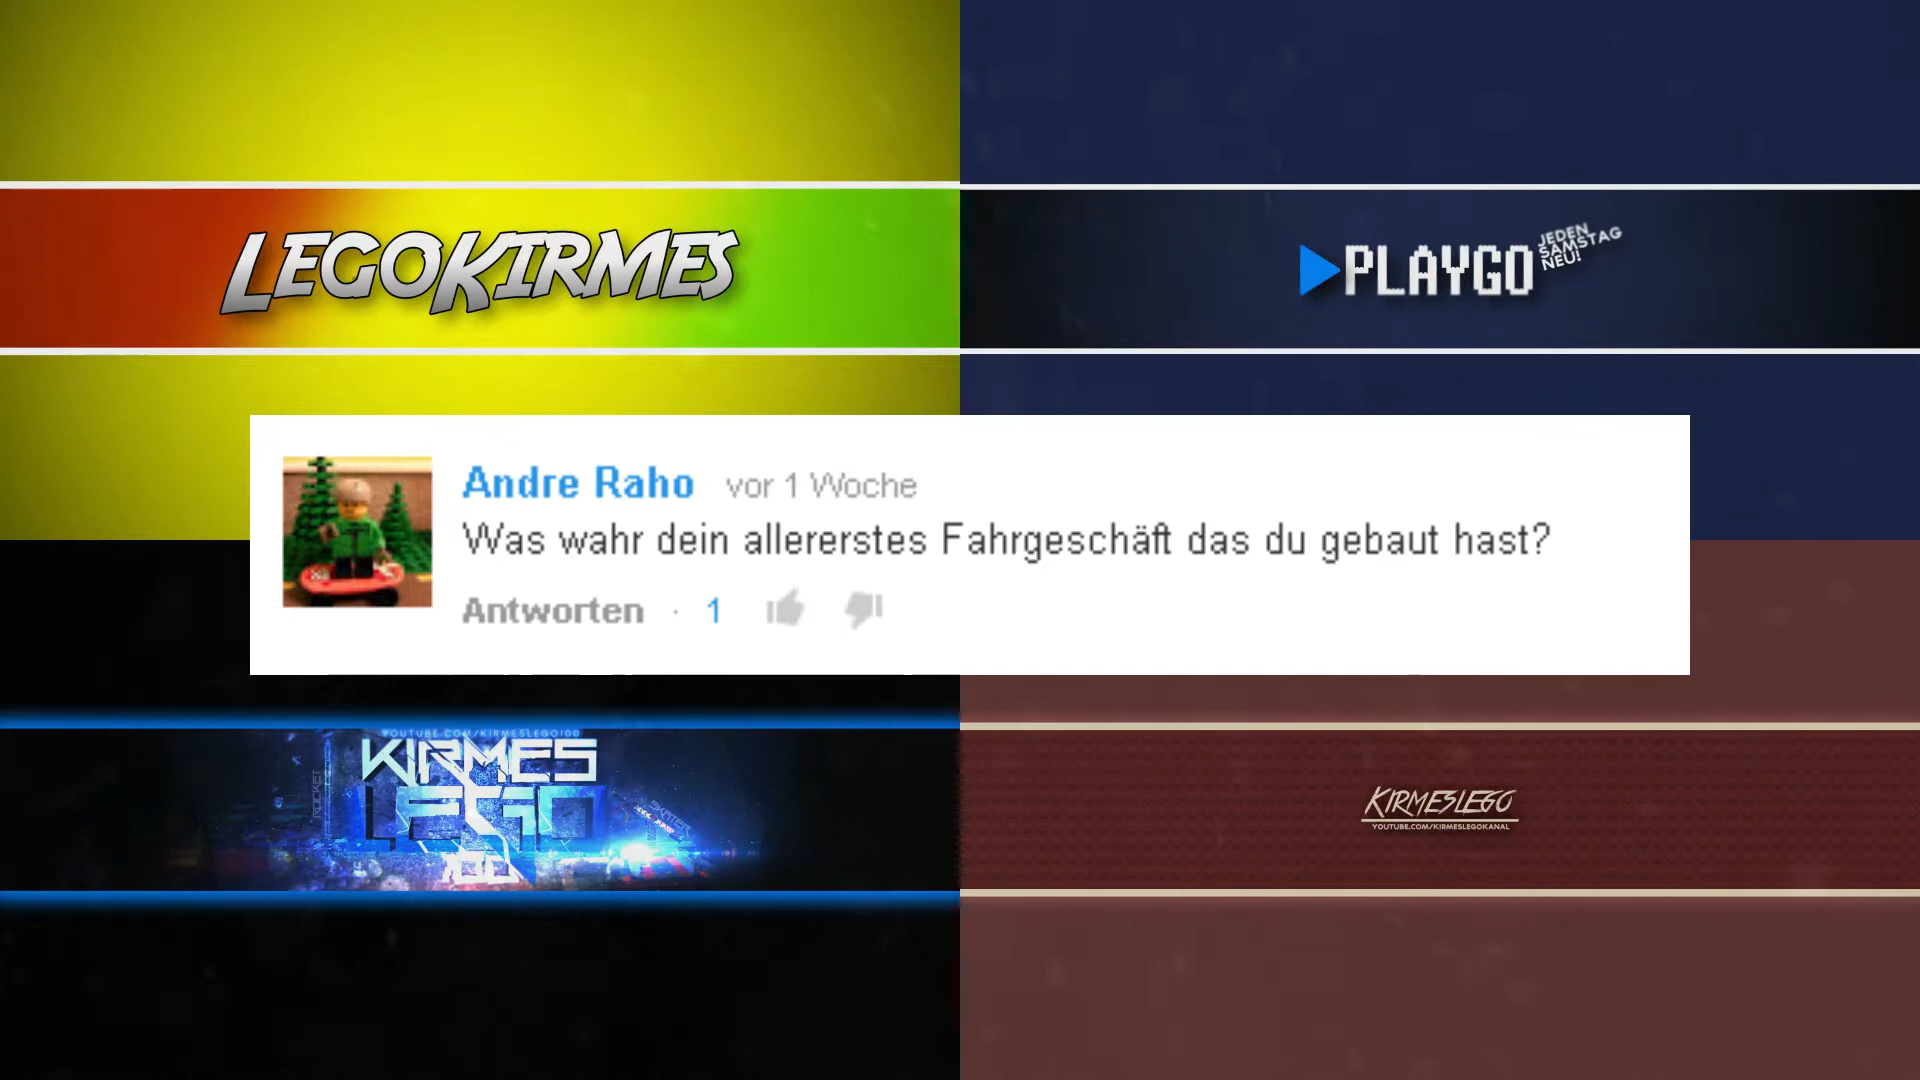 LEGOKIRMES
PLAYGO
JEDEN
SAMSTAG
NEU!
Andre Raho vor 1 Woche
Was wahr dein allererstes Fahrgeschäft das du gebaut hast?
Antworten · 1
YOUTUBE.COM/KIRMESLEGO100
KIRMES
LEGO
100
KIRMESLEGO
YOUTUBE.COM/KIRMESLEGOKANAL